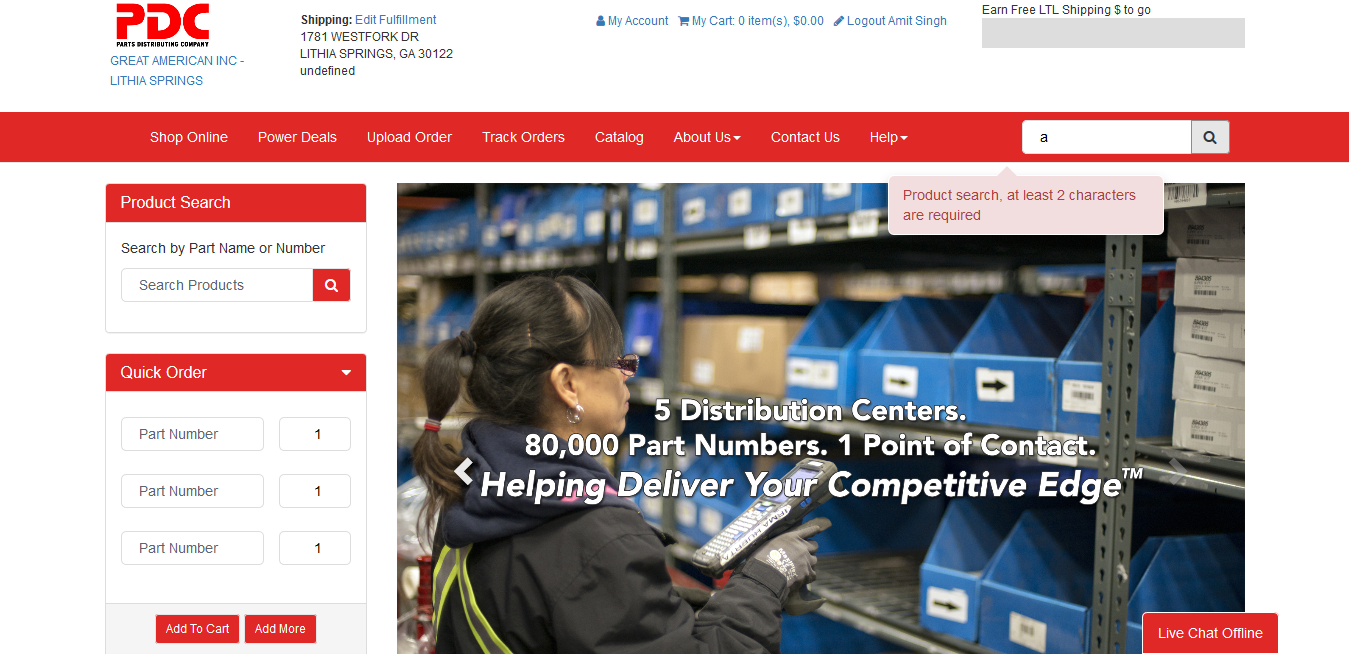 PDC
PARTS DISTRIBUTING COMPANY
GREAT AMERICAN INC -
LITHIA SPRINGS
Shipping: Edit Fulfillment
1781 WESTFORK DR
LITHIA SPRINGS, GA 30122
undefined
My Account My Cart: 0 item(s), $0.00 Logout Amit Singh
Earn Free LTL Shipping $ to go
Shop Online Power Deals Upload Order Track Orders Catalog About Us Contact Us Help
a
Product search, at least 2 characters
are required
Product Search
Search by Part Name or Number
Search Products
Quick Order
Part Number 1
Part Number 1
Part Number 1
Add To Cart Add More
5 Distribution Centers.
80,000 Part Numbers. 1 Point of Contact.
Helping Deliver Your Competitive Edge™
IRMA HUERTA
Live Chat Offline